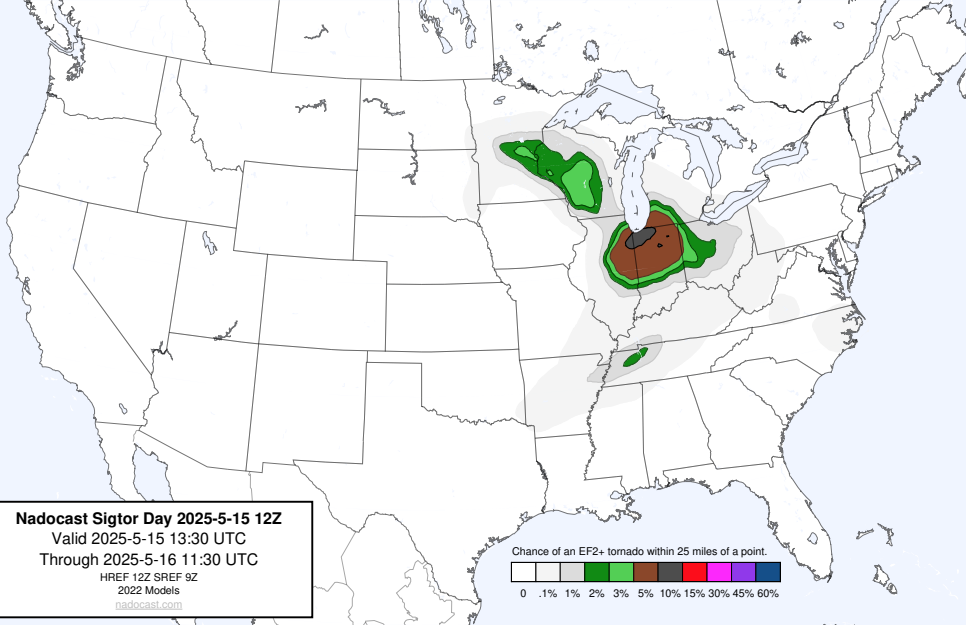 Nadocast Sigtor Day 2025-5-15 12Z
Valid 2025-5-15 13:30 UTC
Through 2025-5-16 11:30 UTC
HREF 12Z SREF 9Z
2022 Models
nadocast.com
Chance of an EF2+ tornado within 25 miles of a point.
0 .1% 1% 2% 3% 5% 10% 15% 30% 45% 60%